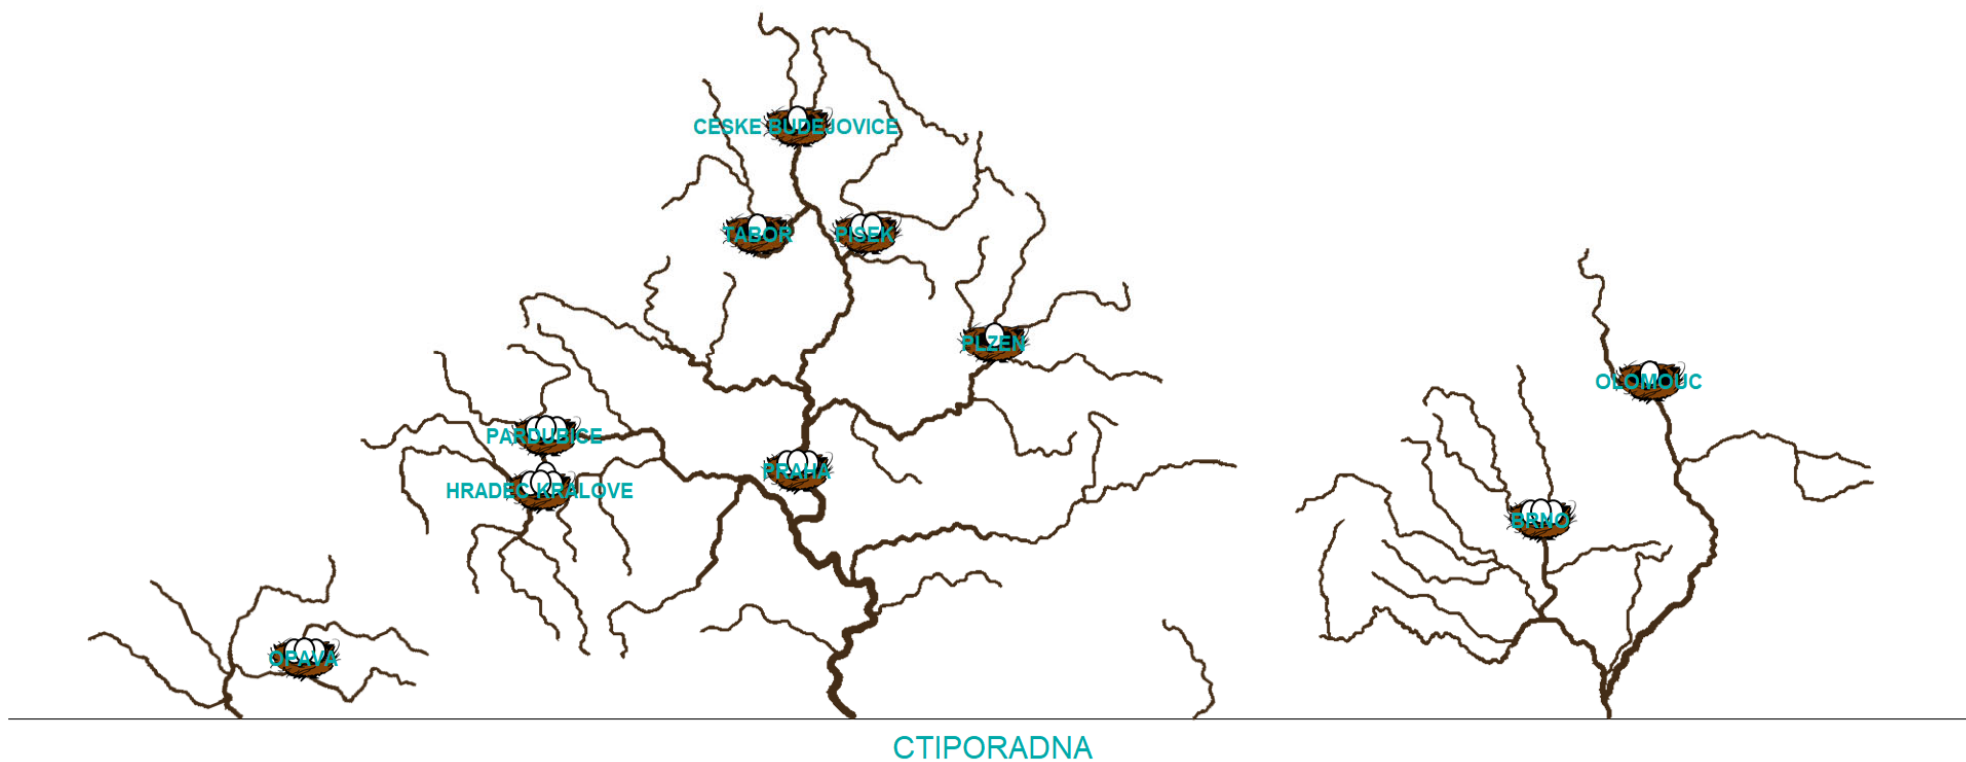 CESKE BUDEJOVICE
TABOR
PISEK
PLZEN
OLOMOUC
PARDUBICE
PRAHA
HRADEC KRALOVE
BRNO
OPAVA
CTIPORADNA